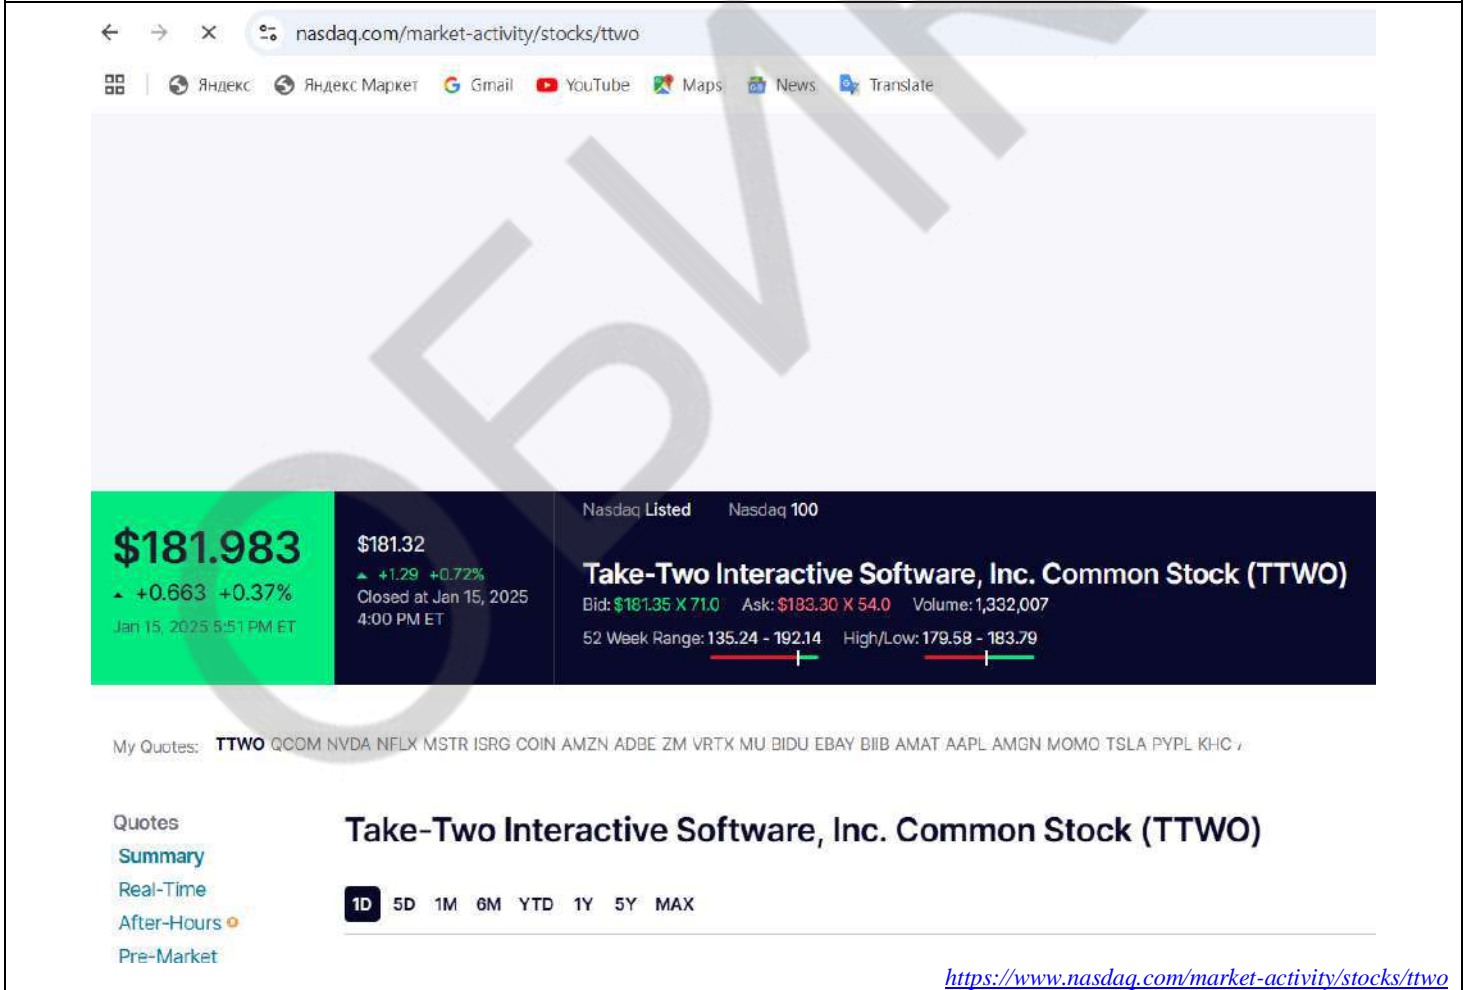 nasdaq.com/market-activity/stocks/ttwo
Яндекс Яндекс Маркет Gmail YouTube Maps News Translate
ОБИК
Nasdaq Listed Nasdaq 100
$181.983
+0.663 +0.37%
Jan 15, 2025 5:51 PM ET
$181.32
+1.29 +0.72%
Closed at Jan 15, 2025
4:00 PM ET
Take-Two Interactive Software, Inc. Common Stock (TTWO)
Bid: $181.35 X 71.0 Ask: $183.30 X 54.0 Volume: 1,332,007
52 Week Range: 135.24 - 192.14 High/Low: 179.58 - 183.79
My Quotes: TTWO QCOM NVDA NFLX MSTR ISRG COIN AMZN ADBE ZM VRTX MU BIDU EBAY BIIB AMAT AAPL AMGN MOMO TSLA PYPL KHC
Quotes
Summary
Real-Time
After-Hours
Pre-Market
Take-Two Interactive Software, Inc. Common Stock (TTWO)
1D 5D 1M 6M YTD 1Y 5Y MAX
https://www.nasdaq.com/market-activity/stocks/ttwo